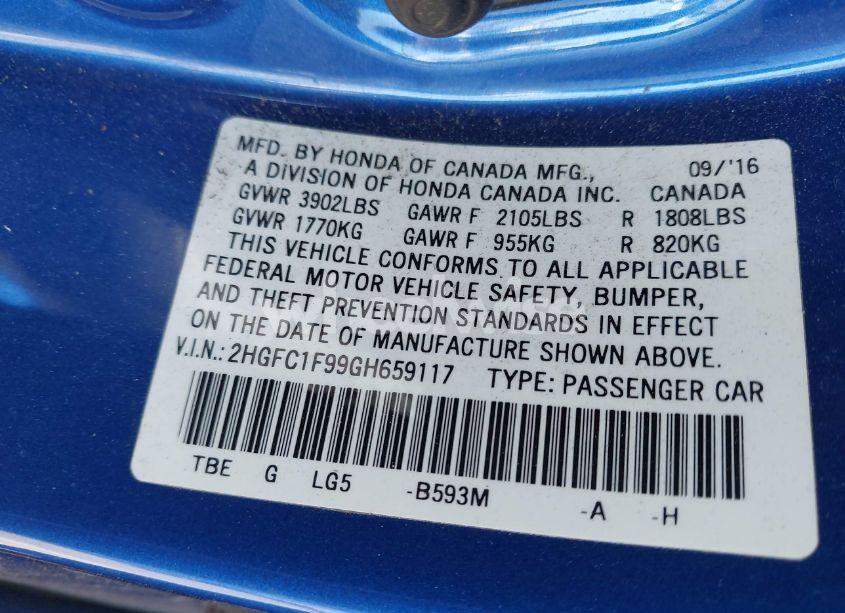 MFD. BY HONDA OF CANADA MFG., 09/'16
A DIVISION OF HONDA CANADA INC. CANADA
GVWR 3902LBS GAWR F 2105LBS R 1808LBS
GVWR 1770KG GAWR F 955KG R 820KG
THIS VEHICLE CONFORMS TO ALL APPLICABLE
FEDERAL MOTOR VEHICLE SAFETY, BUMPER,
AND THEFT PREVENTION STANDARDS IN EFFECT
ON THE DATE OF MANUFACTURE SHOWN ABOVE.
V.I.N.: 2HGFC1F99GH659117 TYPE: PASSENGER CAR
TBE G LG5 -B593M -A -H